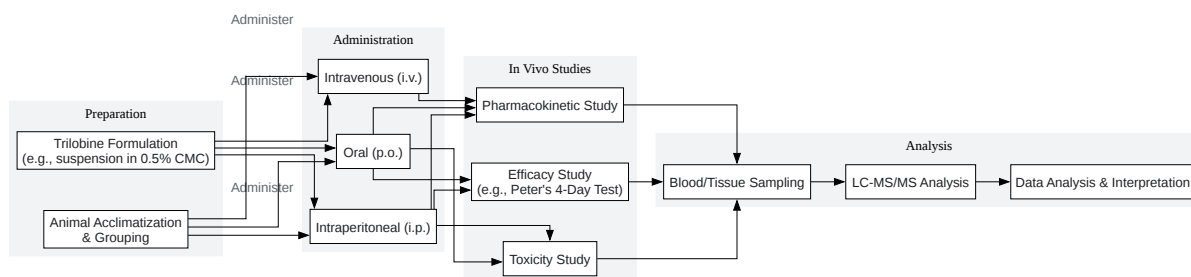 Administer
Administration
Administer
Intravenous (i.v.)
In Vivo Studies
Preparation
Pharmacokinetic Study
Trilobine Formulation
(e.g., suspension in 0.5% CMC)
Oral (p.o.)
Analysis
Efficacy Study
(e.g., Peter's 4-Day Test)
Blood/Tissue Sampling
LC-MS/MS Analysis
Data Analysis & Interpretation
Administer
Animal Acclimatization
& Grouping
Intraperitoneal (i.p.)
Toxicity Study